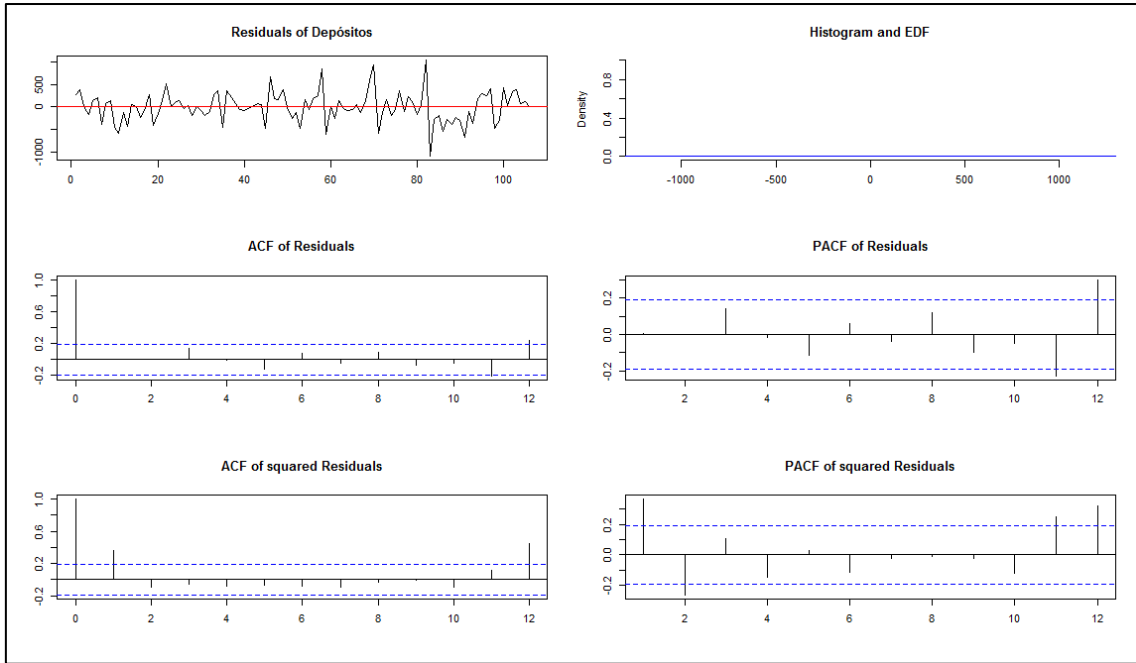 Residuals of Depósitos
500
0
-1000
0 20 40 60 80 100
Histogram and EDF
Density
0.8
0.4
0.0
-1000 -500 0 500 1000
ACF of Residuals
1.0
0.6
0.2
-0.2
0 2 4 6 8 10 12
PACF of Residuals
0.2
0.0
-0.2
2 4 6 8 10 12
ACF of squared Residuals
1.0
0.6
0.2
-0.2
0 2 4 6 8 10 12
PACF of squared Residuals
0.2
0.0
-0.2
2 4 6 8 10 12